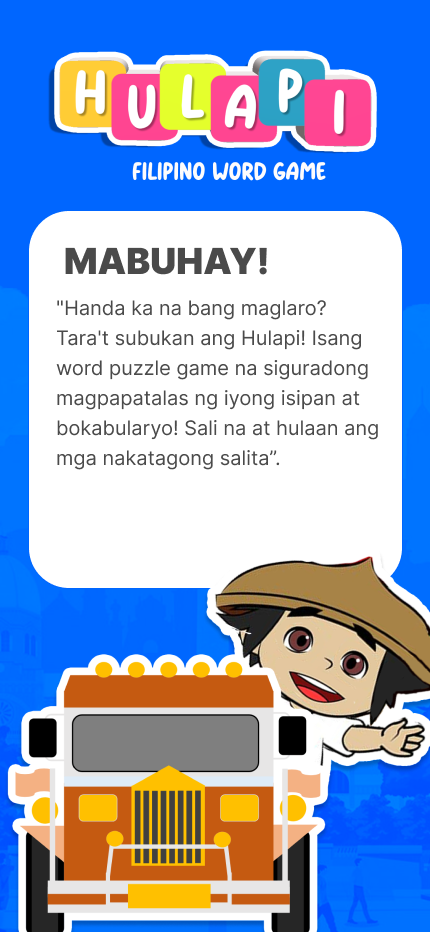 HULAPI
FILIPINO WORD GAME
MABUHAY!
"Handa ka na bang maglaro?
Tara't subukan ang Hulapi! Isang
word puzzle game na siguradong
magpapatalas ng iyong isipan at
bokabularyo! Sali na at hulaan ang
mga nakatagong salita”.